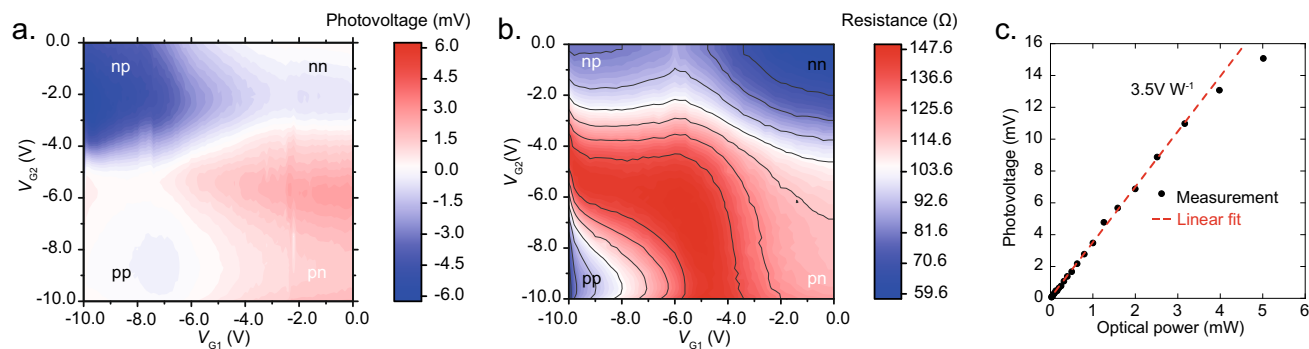 a.
Photovoltage (mV)
0.0
-2.0
-4.0
-6.0
-8.0
-10.0
VG2 (V)
np
nn
pp
pn
-10.0
-8.0
-6.0
-4.0
-2.0
0.0
VG1 (V)
6.0
4.5
3.0
1.5
0.0
-1.5
-3.0
-4.5
-6.0
b.
Resistance (Ω)
0.0
-2.0
-4.0
-6.0
-8.0
-10.0
VG2(V)
np
nn
pp
pn
-10.0
-8.0
-6.0
-4.0
-2.0
0.0
VG1 (V)
147.6
136.6
125.6
114.6
103.6
92.6
81.6
70.6
59.6
c.
16
14
12
10
8
6
4
2
0
Photovoltage (mV)
3.5V W-1
Measurement
Linear fit
0
1
2
3
4
5
6
Optical power (mW)